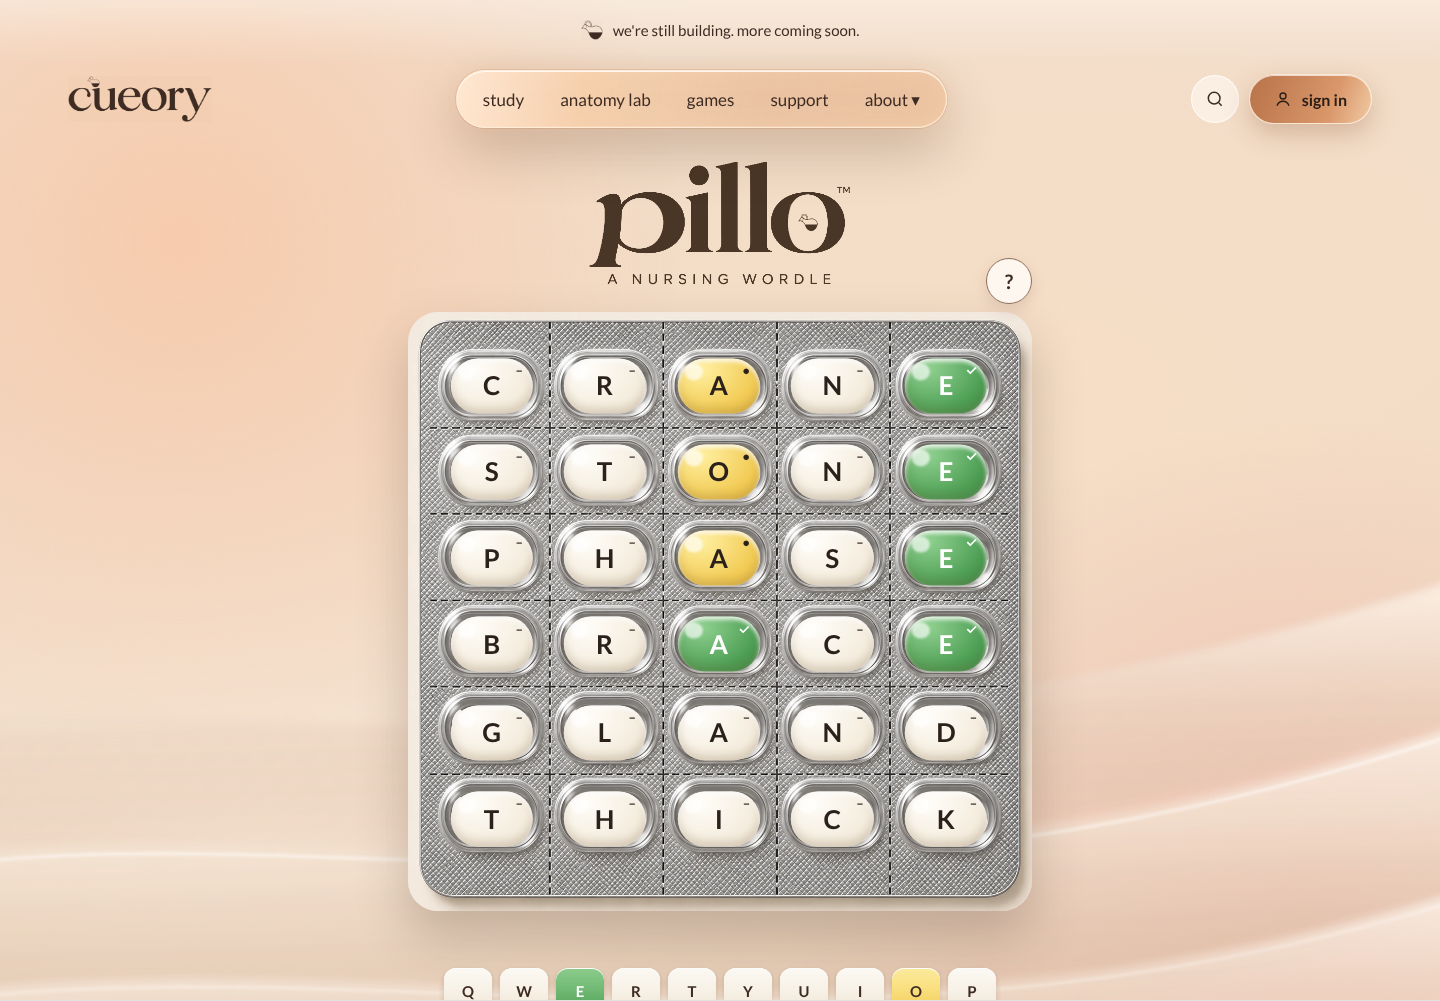 we're still building. more coming soon.
cueory
study anatomy lab games support about ▾
sign in
pillo™
A NURSING WORDLE
?
C R A N E
S T O N E
P H A S E
B R A C E
G L A N D
T H I C K
Q W E R T Y U I O P